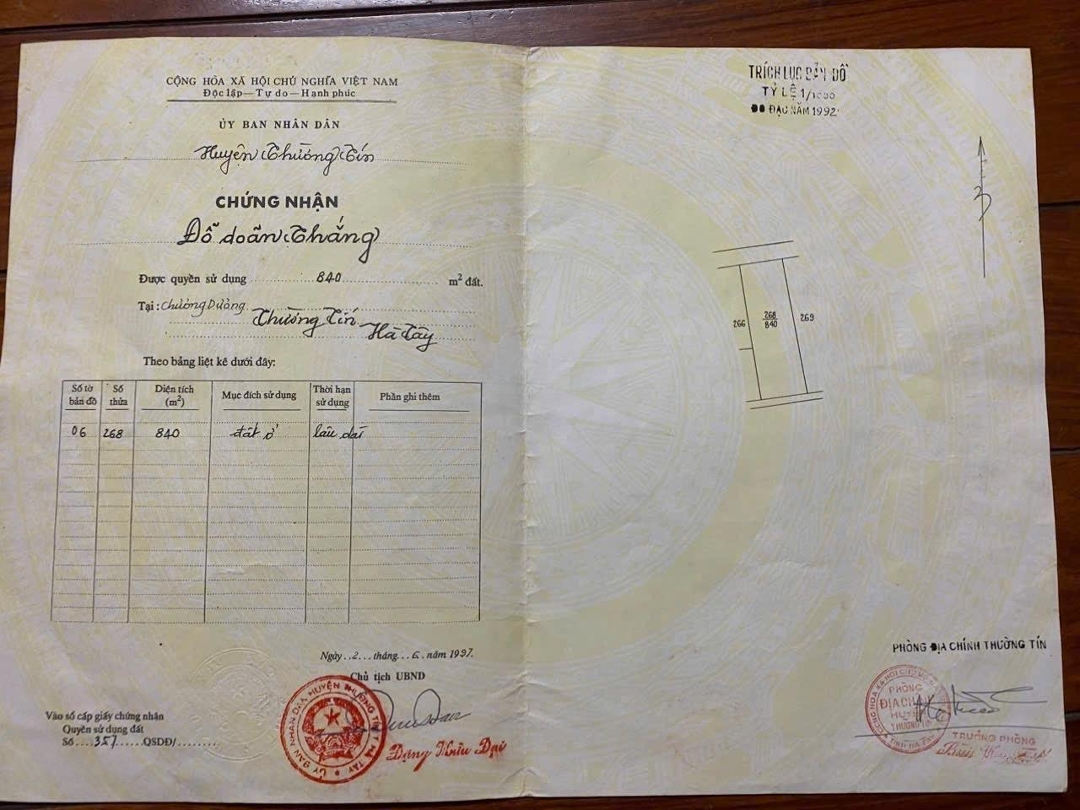 CỘNG HÒA XÃ HỘI CHỦ NGHĨA VIỆT NAM
Độc lập — Tự do — Hạnh phúc
ỦY BAN NHÂN DÂN
Huyện Thường Tín
CHỨNG NHẬN
Đỗ doãn Thắng
Được quyền sử dụng 840 m² đất.
Tại: Chương Dương
Thường Tín Hà Tây
Theo bảng liệt kê dưới đây:
Số tờ bản đồ Số thửa Diện tích (m²) Mục đích sử dụng Thời hạn sử dụng Phần ghi thêm
06 268 840 đất ở lâu dài
Ngày 2 tháng 6 năm 1997.
Chủ tịch UBND
Đặng Hữu Đại
Vào sổ cấp giấy chứng nhận
Quyền sử dụng đất
Số 357 QSDĐ/
TRÍCH LỤC BẢN ĐỒ
TỶ LỆ 1/1000
ĐO ĐẠC NĂM 1992
266
268
840
269
PHÒNG ĐỊA CHÍNH THƯỜNG TÍN
TRƯỞNG PHÒNG